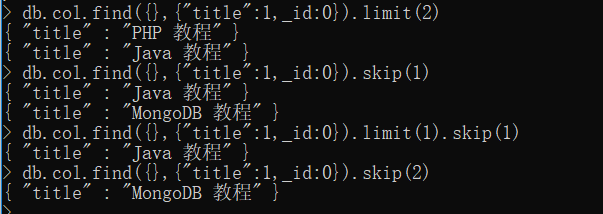 > db.col.find({},{"title":1,_id:0}).limit(2)
{ "title" : "PHP 教程" }
{ "title" : "Java 教程" }
> db.col.find({},{"title":1,_id:0}).skip(1)
{ "title" : "Java 教程" }
{ "title" : "MongoDB 教程" }
> db.col.find({},{"title":1,_id:0}).limit(1).skip(1)
{ "title" : "Java 教程" }
> db.col.find({},{"title":1,_id:0}).skip(2)
{ "title" : "MongoDB 教程" }
>